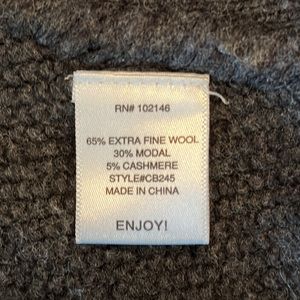 RN# 102146
65% EXTRA FINE WOOL
30% MODAL
5% CASHMERE
STYLE#CB245
MADE IN CHINA
ENJOY!